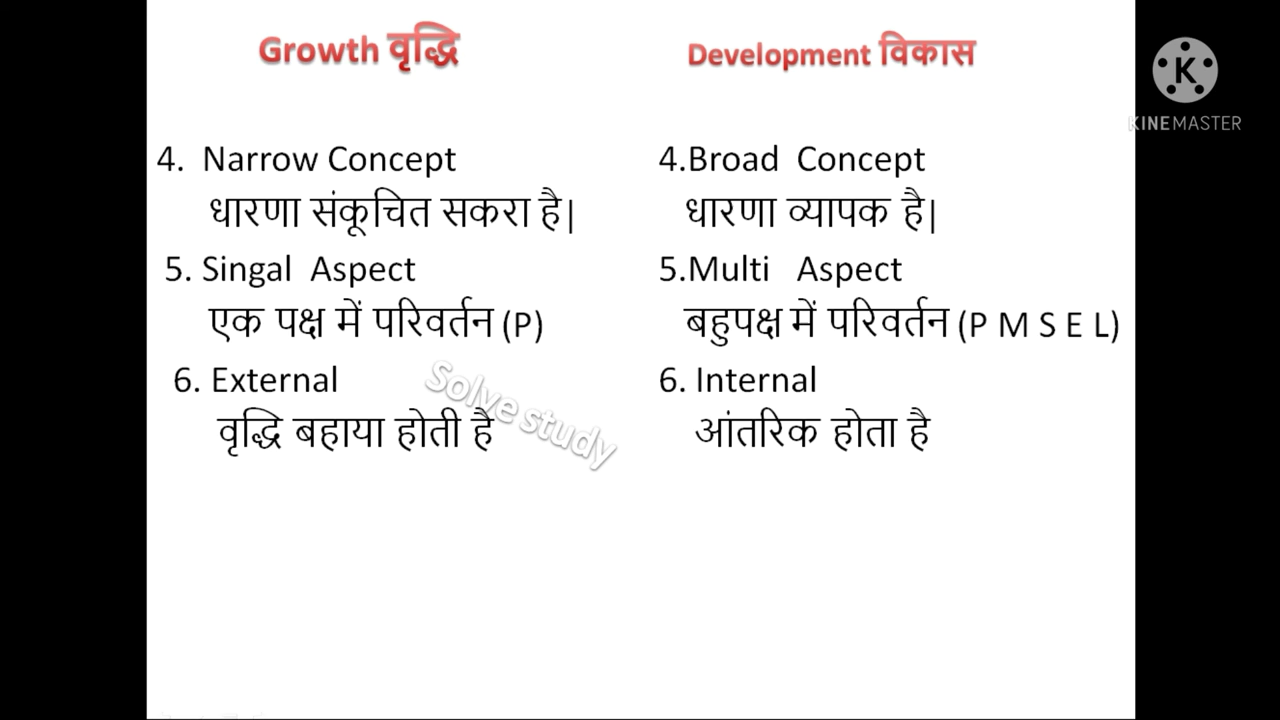 Growth वृद्धि
Development विकास
4. Narrow Concept
धारणा संकूचित सकरा है|
5. Singal Aspect
एक पक्ष में परिवर्तन (P)
6. External
वृद्धि बहाया होती है
4.Broad Concept
धारणा व्यापक है|
5.Multi Aspect
बहुपक्ष में परिवर्तन (P M S E L)
6. Internal
आंतरिक होता है
Solve study
K
KINEMASTER